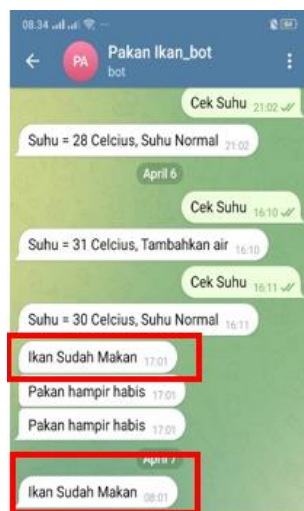 08.34
PA
Pakan Ikan_bot
bot
Cek Suhu 21:02
Suhu = 28 Celcius, Suhu Normal 21:02
April 6
Cek Suhu 16:10
Suhu = 31 Celcius, Tambahkan air 16:10
Cek Suhu 16:11
Suhu = 30 Celcius, Suhu Normal 16:11
Ikan Sudah Makan 17:01
Pakan hampir habis 17:01
Pakan hampir habis 17:01
April 7
Ikan Sudah Makan 08:01